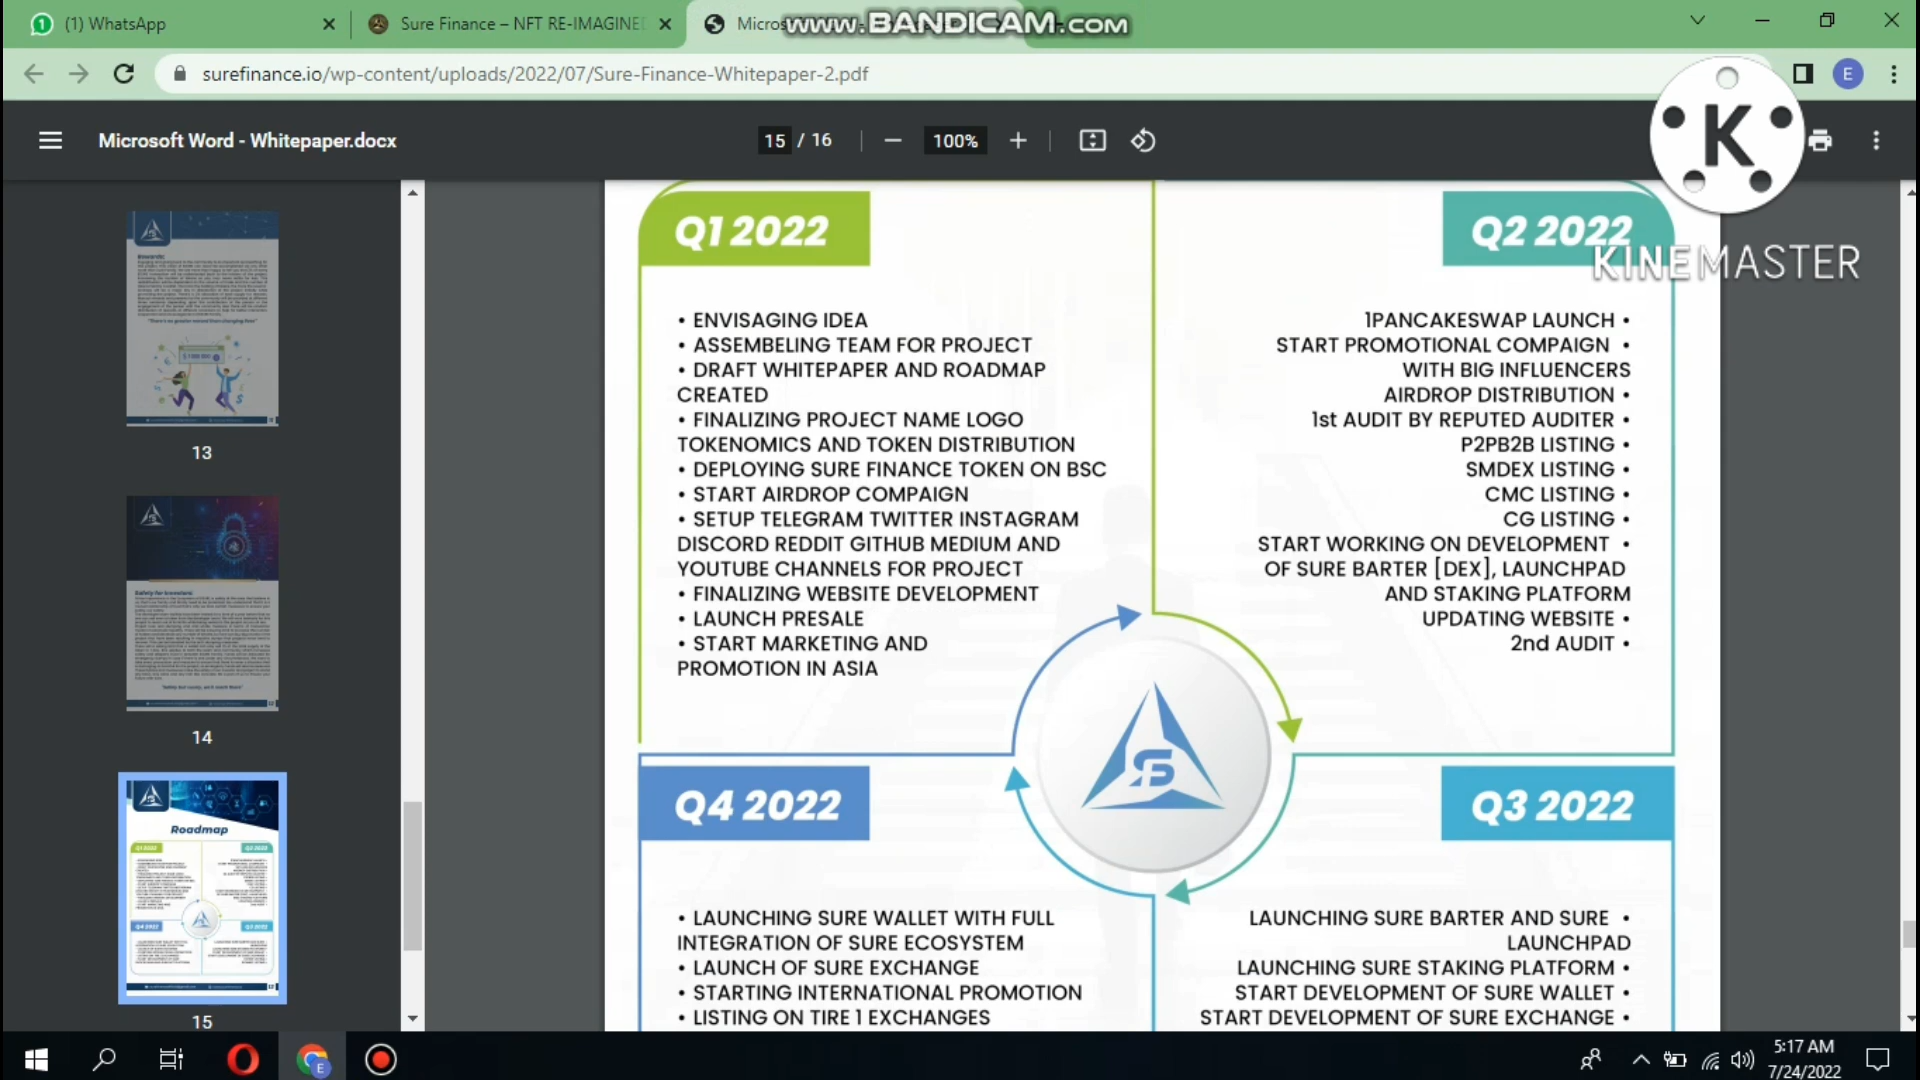 (1) WhatsApp
Sure Finance – NFT RE-IMAGINED
Micros
www.BANDICAM.com
surefinance.io/wp-content/uploads/2022/07/Sure-Finance-Whitepaper-2.pdf
E
Microsoft Word - Whitepaper.docx
15 / 16
100%
K
KINEMASTER
13
14
Roadmap
15
Q1 2022
• ENVISAGING IDEA
• ASSEMBELING TEAM FOR PROJECT
• DRAFT WHITEPAPER AND ROADMAP
CREATED
• FINALIZING PROJECT NAME LOGO
TOKENOMICS AND TOKEN DISTRIBUTION
• DEPLOYING SURE FINANCE TOKEN ON BSC
• START AIRDROP COMPAIGN
• SETUP TELEGRAM TWITTER INSTAGRAM
DISCORD REDDIT GITHUB MEDIUM AND
YOUTUBE CHANNELS FOR PROJECT
• FINALIZING WEBSITE DEVELOPMENT
• LAUNCH PRESALE
• START MARKETING AND
PROMOTION IN ASIA
Q2 2022
1PANCAKESWAP LAUNCH •
START PROMOTIONAL COMPAIGN •
WITH BIG INFLUENCERS
AIRDROP DISTRIBUTION •
1st AUDIT BY REPUTED AUDITER •
P2PB2B LISTING •
SMDEX LISTING •
CMC LISTING •
CG LISTING •
START WORKING ON DEVELOPMENT •
OF SURE BARTER [DEX], LAUNCHPAD
AND STAKING PLATFORM
UPDATING WEBSITE •
2nd AUDIT •
Q4 2022
• LAUNCHING SURE WALLET WITH FULL
INTEGRATION OF SURE ECOSYSTEM
• LAUNCH OF SURE EXCHANGE
• STARTING INTERNATIONAL PROMOTION
• LISTING ON TIRE 1 EXCHANGES
Q3 2022
LAUNCHING SURE BARTER AND SURE •
LAUNCHPAD
LAUNCHING SURE STAKING PLATFORM •
START DEVELOPMENT OF SURE WALLET •
START DEVELOPMENT OF SURE EXCHANGE •
5:17 AM
7/24/2022